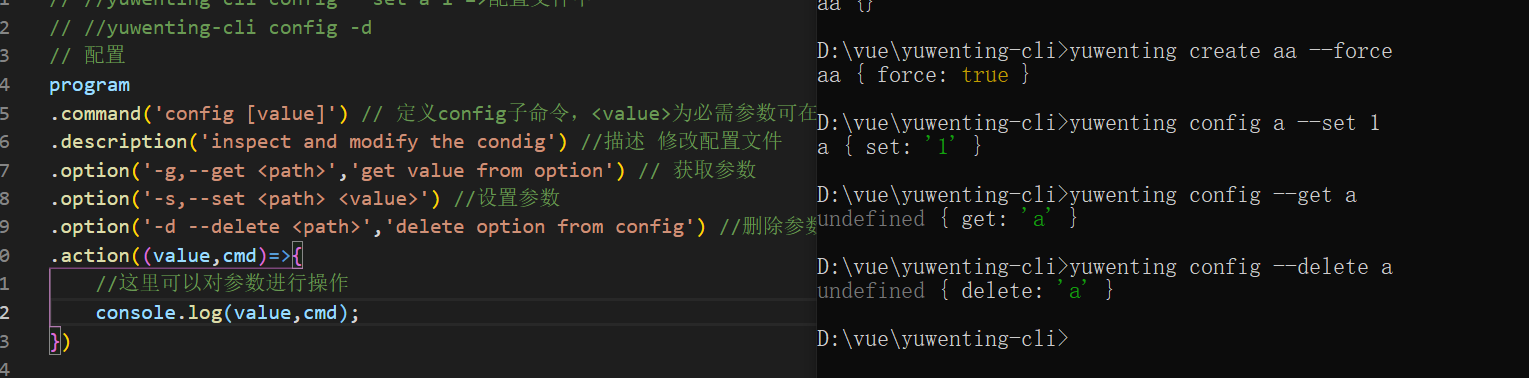 // //yuwenting-cli config --set a 1 =>配置文件中
2 // //yuwenting-cli config -d
3 // 配置
4 program
5 .command('config [value]') // 定义config子命令，<value>为必需参数可在
6 .description('inspect and modify the condig') //描述 修改配置文件
7 .option('-g,--get <path>','get value from option') // 获取参数
8 .option('-s,--set <path> <value>') //设置参数
9 .option('-d --delete <path>','delete option from config') //删除参数
0 .action((value,cmd)=>{
1 //这里可以对参数进行操作
2 console.log(value,cmd);
3 })
4
aa {}
D:\vue\yuwenting-cli>yuwenting create aa --force
aa { force: true }
D:\vue\yuwenting-cli>yuwenting config a --set 1
a { set: '1' }
D:\vue\yuwenting-cli>yuwenting config --get a
undefined { get: 'a' }
D:\vue\yuwenting-cli>yuwenting config --delete a
undefined { delete: 'a' }
D:\vue\yuwenting-cli>